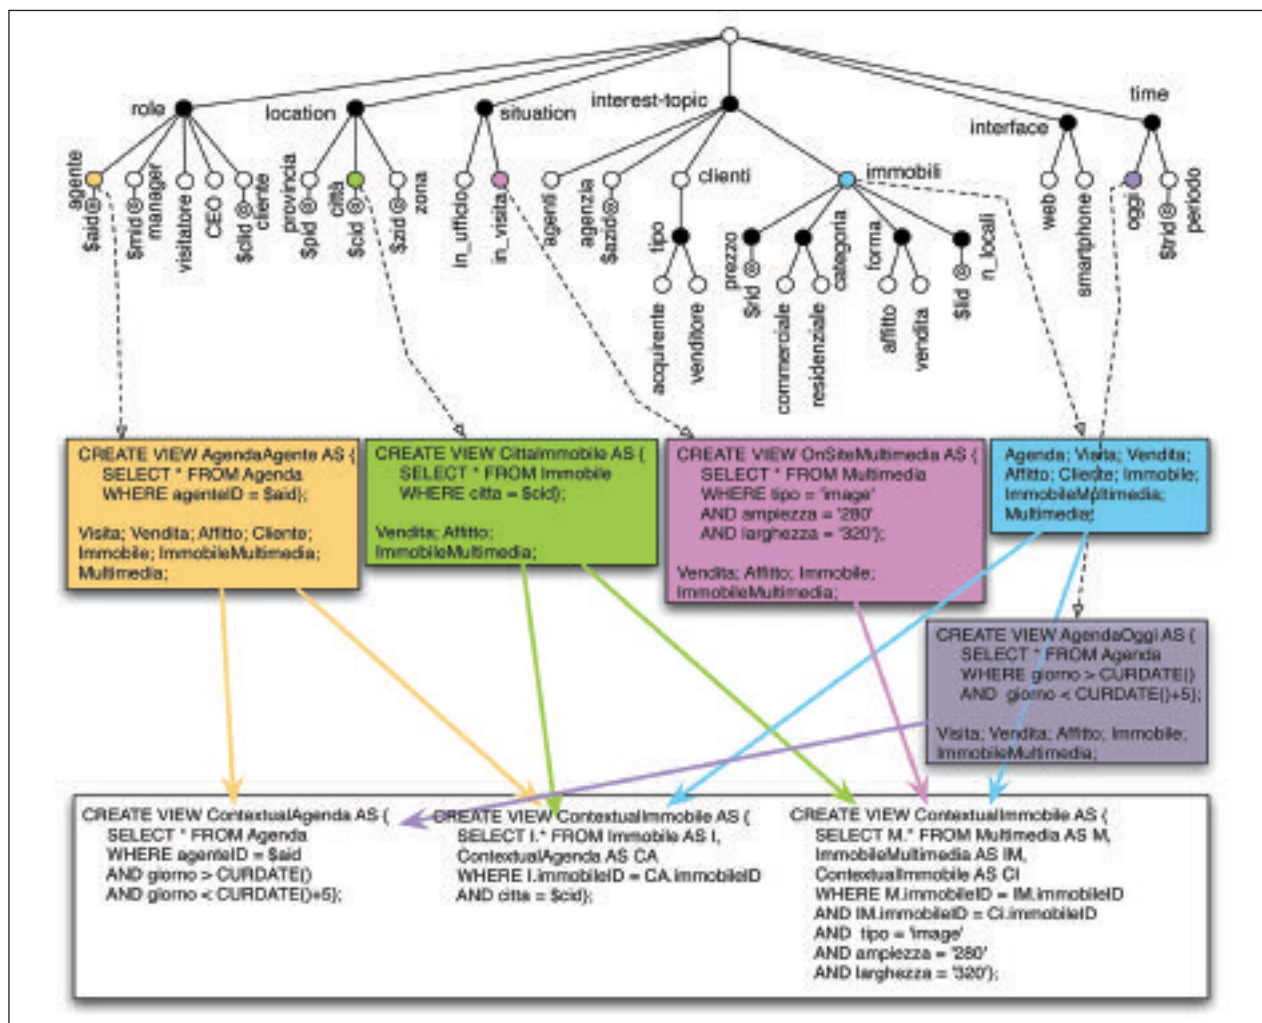 time
role
location
situation
interest-topic
interface
agente
$aid
$mid
manager
visitatore
CEO
$clid
cliente
provincia
$pid
città
$cid
$zid
zona
in_ufficio
in_visita
agenti
agenzia
$azid
clienti
tipo
acquirente
venditore
immobili
prezzo
$rid
commerciale
residenziale
categoria
forma
affitto
vendita
$lid
n_locali
web
smartphone
oggi
$trid
periodo
CREATE VIEW AgendaAgente AS {
SELECT * FROM Agenda
WHERE agenteID = $aid};
Visita; Vendita; Affitto; Cliente;
Immobile; ImmobileMultimedia;
Multimedia;
CREATE VIEW CittaImmobile AS {
SELECT * FROM Immobile
WHERE citta = $cid};
Vendita; Affitto;
ImmobileMultimedia;
CREATE VIEW OnSiteMultimedia AS {
SELECT * FROM Multimedia
WHERE tipo = 'image'
AND ampiezza = '280'
AND larghezza = '320'};
Vendita; Affitto; Immobile;
ImmobileMultimedia;
Agenda; Visita; Vendita;
Affitto; Cliente; Immobile;
ImmobileMultimedia;
Multimedia;
CREATE VIEW AgendaOggi AS {
SELECT * FROM Agenda
WHERE giorno > CURDATE()
AND giorno < CURDATE()+5};
Visita; Vendita; Affitto; Immobile;
ImmobileMultimedia;
CREATE VIEW ContextualAgenda AS {
SELECT * FROM Agenda
WHERE agenteID = $aid
AND giorno > CURDATE()
AND giorno < CURDATE()+5};
CREATE VIEW ContextualImmobile AS {
SELECT I.* FROM Immobile AS I,
ContextualAgenda AS CA
WHERE I.immobileID = CA.immobileID
AND citta = $cid};
CREATE VIEW ContextualImmobile AS {
SELECT M.* FROM Multimedia AS M,
ImmobileMultimedia AS IM,
ContextualImmobile AS CI
WHERE M.immobileID = IM.immobileID
AND IM.immobileID = CI.immobileID
AND tipo = 'image'
AND ampiezza = '280'
AND larghezza = '320'};